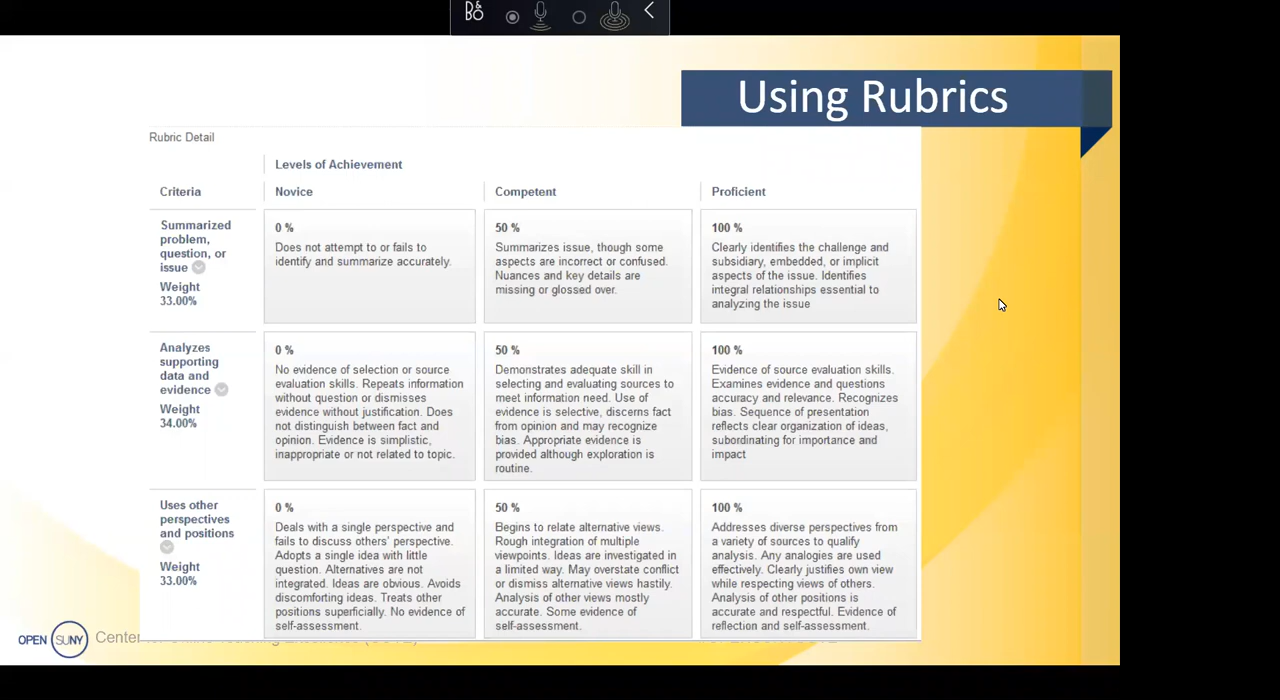 B&O
Using Rubrics
Rubric Detail
Levels of Achievement
Criteria
Novice
Competent
Proficient
Summarized
problem,
question, or
issue
Weight
33.00%
0 %
Does not attempt to or fails to
identify and summarize accurately.
50 %
Summarizes issue, though some
aspects are incorrect or confused.
Nuances and key details are
missing or glossed over.
100 %
Clearly identifies the challenge and
subsidiary, embedded, or implicit
aspects of the issue. Identifies
integral relationships essential to
analyzing the issue
Analyzes
supporting
data and
evidence
Weight
34.00%
0 %
No evidence of selection or source
evaluation skills. Repeats information
without question or dismisses
evidence without justification. Does
not distinguish between fact and
opinion. Evidence is simplistic,
inappropriate or not related to topic.
50 %
Demonstrates adequate skill in
selecting and evaluating sources to
meet information need. Use of
evidence is selective, discerns fact
from opinion and may recognize
bias. Appropriate evidence is
provided although exploration is
routine.
100 %
Evidence of source evaluation skills.
Examines evidence and questions
accuracy and relevance. Recognizes
bias. Sequence of presentation
reflects clear organization of ideas,
subordinating for importance and
impact
Uses other
perspectives
and positions
Weight
33.00%
0 %
Deals with a single perspective and
fails to discuss others' perspective.
Adopts a single idea with little
question. Alternatives are not
integrated. Ideas are obvious. Avoids
discomforting ideas. Treats other
positions superficially. No evidence of
self-assessment.
50 %
Begins to relate alternative views.
Rough integration of multiple
viewpoints. Ideas are investigated in
a limited way. May overstate conflict
or dismiss alternative views hastily.
Analysis of other views mostly
accurate. Some evidence of
self-assessment.
100 %
Addresses diverse perspectives from
a variety of sources to qualify
analysis. Any analogies are used
effectively. Clearly justifies own view
while respecting views of others.
Analysis of other positions is
accurate and respectful. Evidence of
reflection and self-assessment.
OPEN SUNY
Center